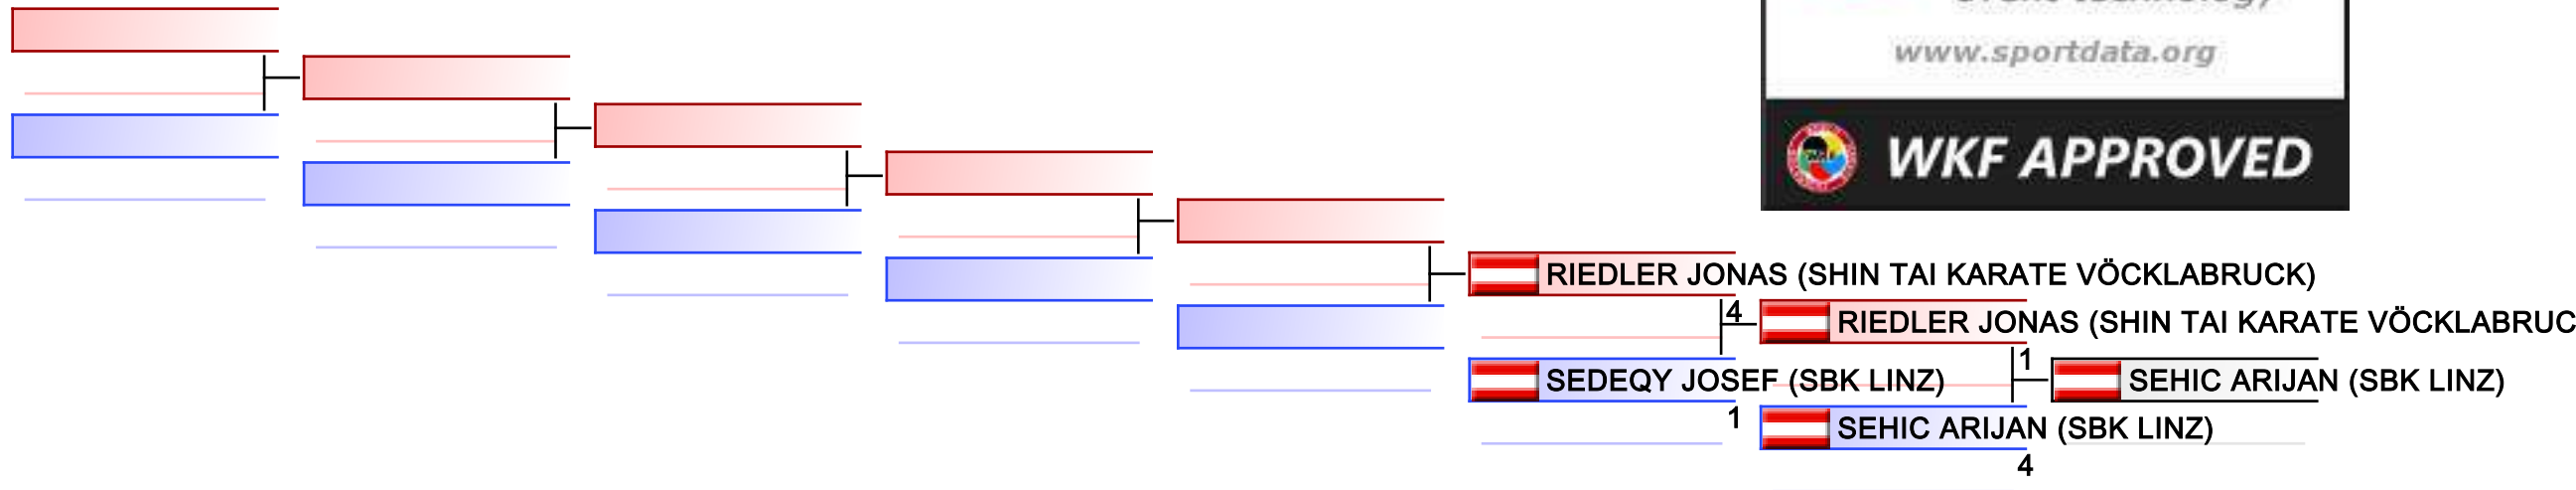 www.sportdata.org
WKF APPROVED
RIEDLER JONAS (SHIN TAI KARATE VÖCKLABRUCK)
4
RIEDLER JONAS (SHIN TAI KARATE VÖCKLABRUC
1
SEDEQY JOSEF (SBK LINZ)
SEHIC ARIJAN (SBK LINZ)
1
SEHIC ARIJAN (SBK LINZ)
4